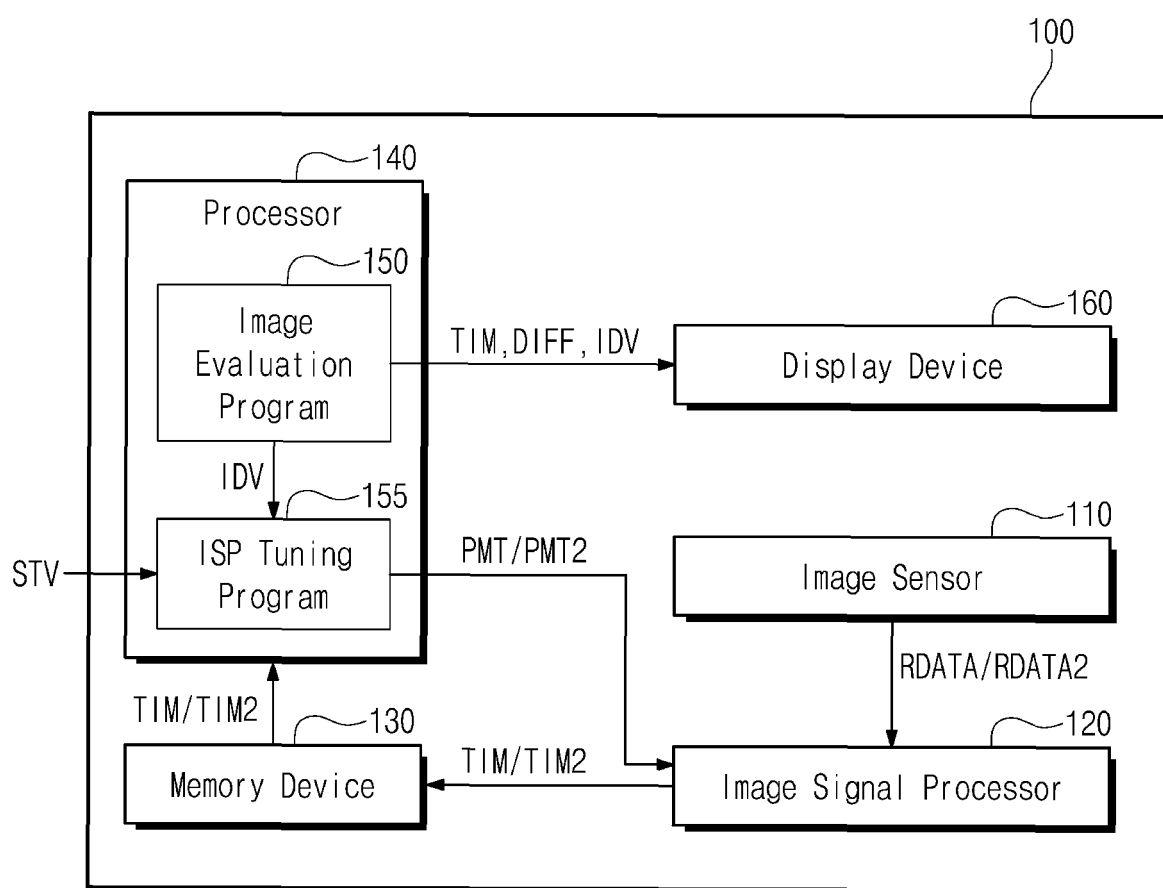 100
140
Processor
150
Image
Evaluation
Program
TIM,DIFF,IDV
160
Display Device
IDV
155
ISP Tuning
Program
STV
PMT/PMT2
110
Image Sensor
RDATA/RDATA2
TIM/TIM2
130
Memory Device
TIM/TIM2
120
Image Signal Processor